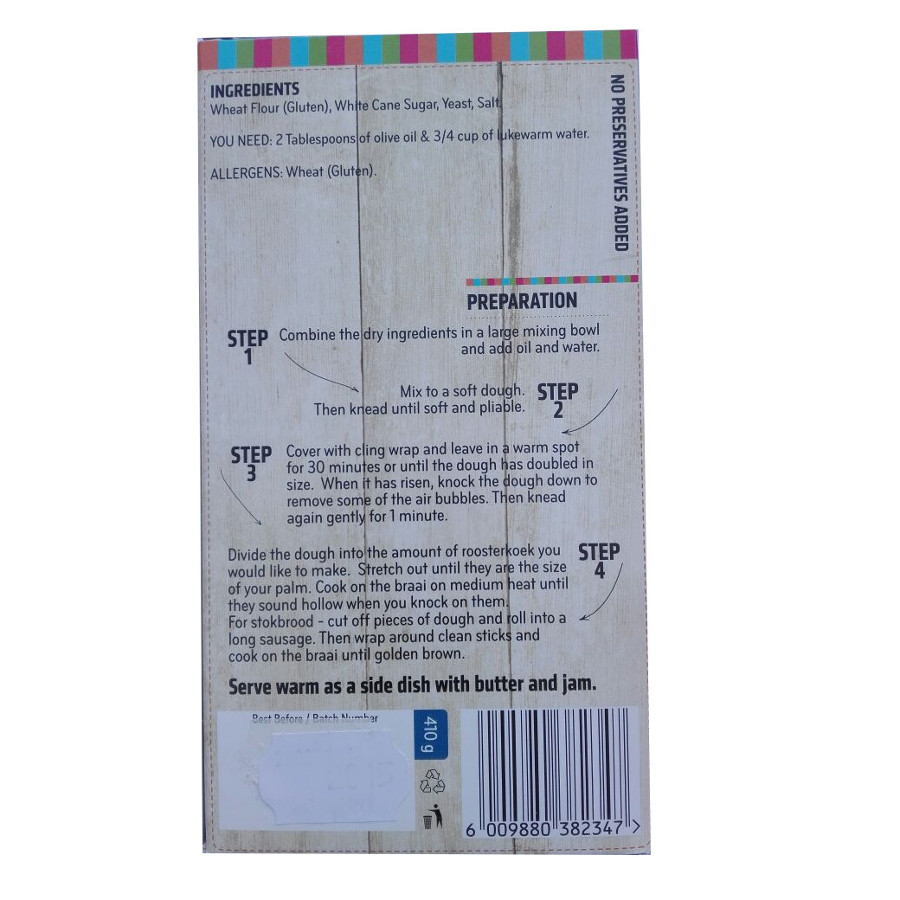 INGREDIENTS
Wheat Flour (Gluten), White Cane Sugar, Yeast, Salt.
YOU NEED: 2 Tablespoons of olive oil & 3/4 cup of lukewarm water.
ALLERGENS: Wheat (Gluten).
NO PRESERVATIVES ADDED
PREPARATION
STEP
1
Combine the dry ingredients in a large mixing bowl
and add oil and water.
STEP
2
Mix to a soft dough.
Then knead until soft and pliable.
STEP
3
Cover with cling wrap and leave in a warm spot
for 30 minutes or until the dough has doubled in
size. When it has risen, knock the dough down to
remove some of the air bubbles. Then knead
again gently for 1 minute.
STEP
4
Divide the dough into the amount of roosterkoek you
would like to make. Stretch out until they are the size
of your palm. Cook on the braai on medium heat until
they sound hollow when you knock on them.
For stokbrood - cut off pieces of dough and roll into a
long sausage. Then wrap around clean sticks and
cook on the braai until golden brown.
Serve warm as a side dish with butter and jam.
Best Before / Batch Number
410 g
6 009880 382347 >